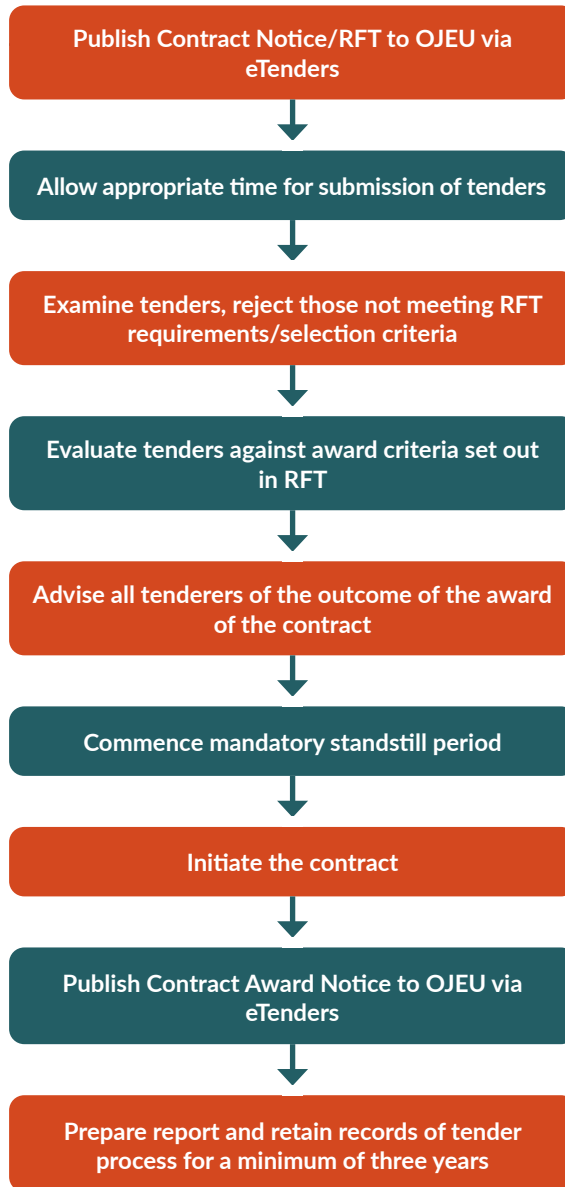 Publish Contract Notice/RFT to OJEU via
eTenders
Allow appropriate time for submission of tenders
Examine tenders, reject those not meeting RFT
requirements/selection criteria
Evaluate tenders against award criteria set out
in RFT
Advise all tenderers of the outcome of the award
of the contract
Commence mandatory standstill period
Initiate the contract
Publish Contract Award Notice to OJEU via
eTenders
Prepare report and retain records of tender
process for a minimum of three years